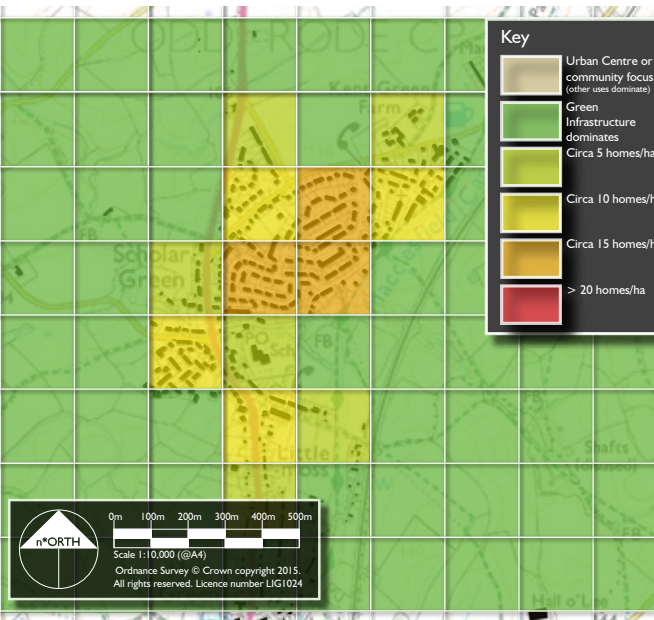 ODD RODE C
Key
Urban Centre or
community focus
(other uses dominate)
Green
Infrastructure
dominates
Circa 5 homes/ha
Circa 10 homes/h
Circa 15 homes/h
> 20 homes/ha
Kent Green
Farm
FB
Scholar
Green
PO
Sch
FB
Little
moss
FB
Shafts
(disused)
FB
Hall o'Lee
n*ORTH
0m 100m 200m 300m 400m 500m
Scale 1:10,000 (@A4)
Ordnance Survey © Crown copyright 2015.
All rights reserved. Licence number LIG1024